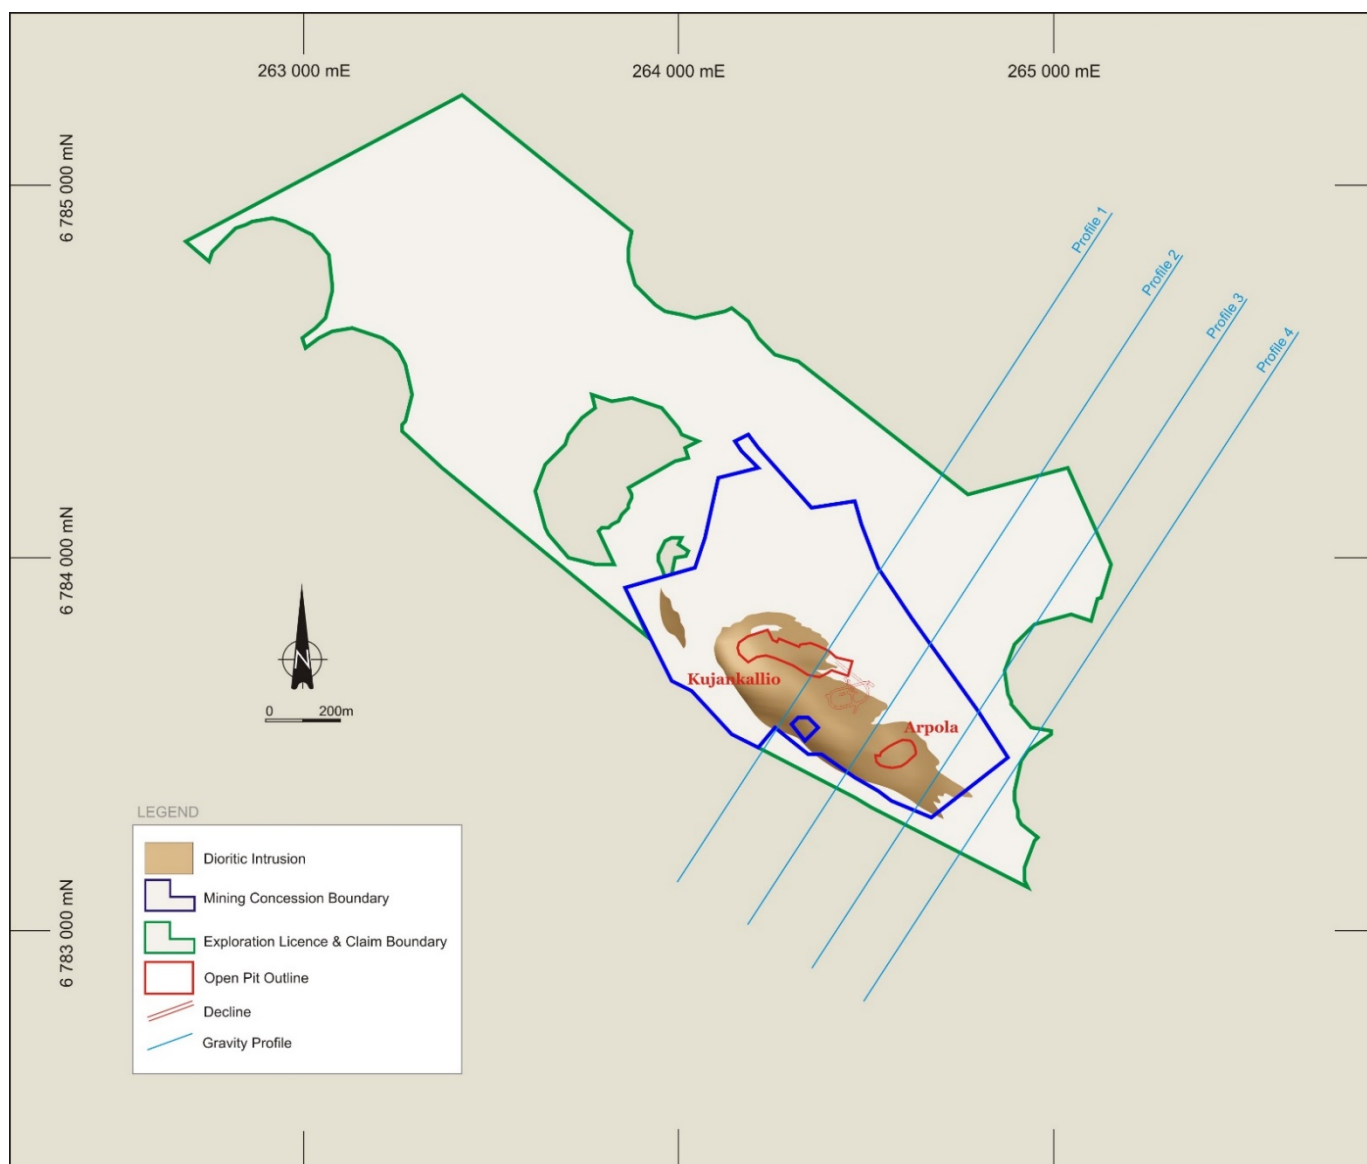 263 000 mE
264 000 mE
265 000 mE
6 785 000 mN
6 784 000 mN
6 783 000 mN
Profile 1
Profile 2
Profile 3
Profile 4
N
0 200m
Kujankallio
Arpola
LEGEND
Dioritic Intrusion
Mining Concession Boundary
Exploration Licence & Claim Boundary
Open Pit Outline
Decline
Gravity Profile